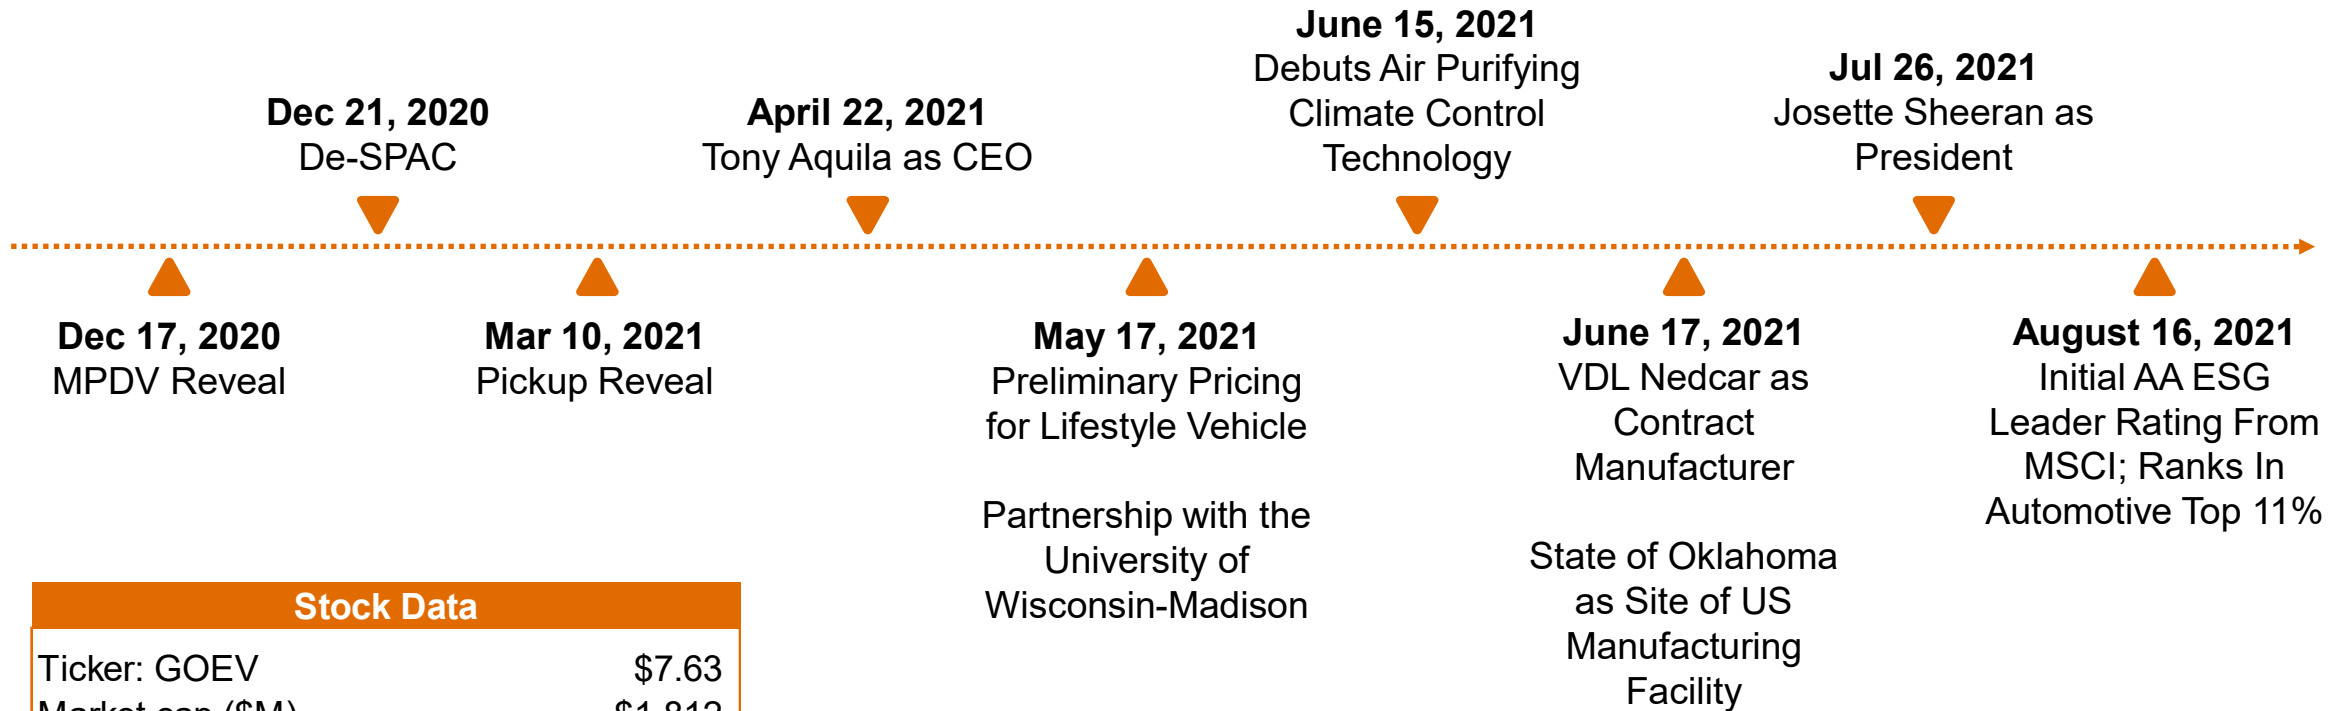 June 15, 2021
Debuts Air Purifying
Climate Control
Technology
Jul 26, 2021
Josette Sheeran as
President
Dec 21, 2020
De-SPAC
April 22, 2021
Tony Aquila as CEO
Dec 17, 2020
MPDV Reveal
Mar 10, 2021
Pickup Reveal
May 17, 2021
Preliminary Pricing
for Lifestyle Vehicle
Partnership with the
University of
Wisconsin-Madison
June 17, 2021
VDL Nedcar as
Contract
Manufacturer
State of Oklahoma
as Site of US
Manufacturing
Facility
August 16, 2021
Initial AA ESG
Leader Rating From
MSCI; Ranks In
Automotive Top 11%
Stock Data
Ticker: GOEV $7.63
Market cap ($M) $1,812